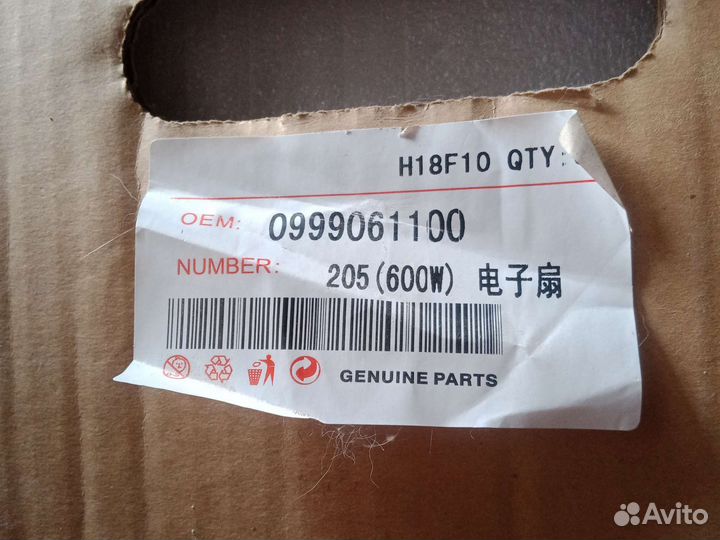 H18F10 QTY:
OEM: 0999061100
NUMBER: 205(600W) 电子扇
GENUINE PARTS
Avito